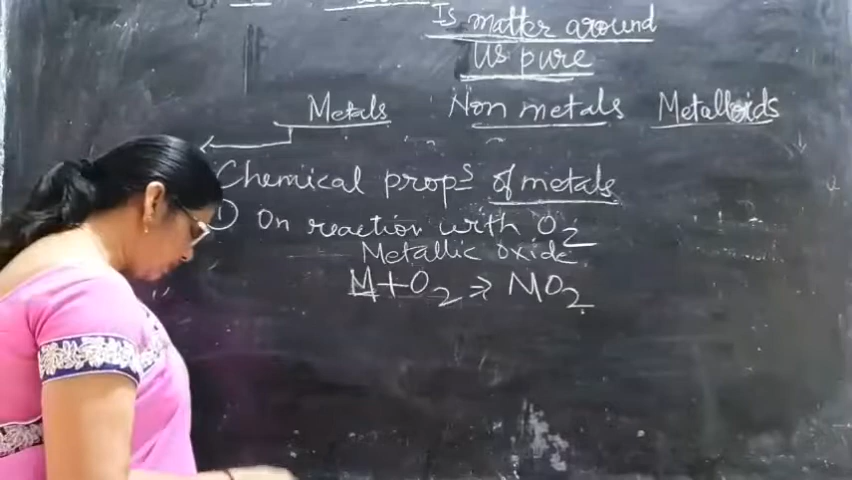 Is matter around
Us pure
Metals Non metals Metalloids
Chemical props of metals
1) On reaction with O2
Metallic oxide
M+O2 → MO2